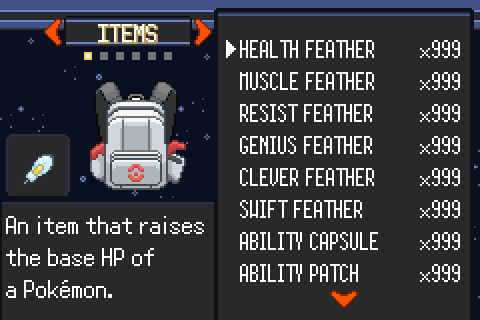 ITEMS
HEALTH FEATHER x999
MUSCLE FEATHER x999
RESIST FEATHER x999
GENIUS FEATHER x999
CLEVER FEATHER x999
SWIFT FEATHER x999
ABILITY CAPSULE x999
ABILITY PATCH x999
An item that raises
the base HP of
a Pokémon.